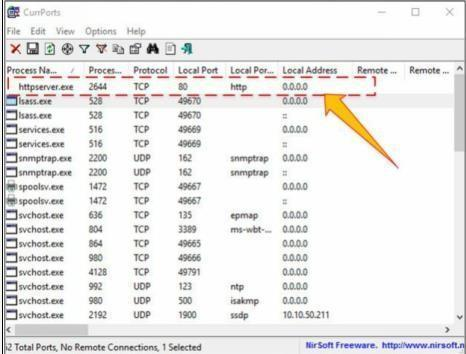 CurrPorts
File Edit View Options Help
Process Na... / Proces... Protocol Local Port Local Por... Local Address Remote ... Remote ...
httpserver.exe 2644 TCP 80 http 0.0.0.0
lsass.exe 528 TCP 49670 0.0.0.0
lsass.exe 528 TCP 49670 ::
services.exe 516 TCP 49669 0.0.0.0
services.exe 516 TCP 49669 ::
snmptrap.exe 2200 UDP 162 snmptrap 0.0.0.0
snmptrap.exe 2200 UDP 162 snmptrap ::
spoolsv.exe 1472 TCP 49667 0.0.0.0
spoolsv.exe 1472 TCP 49667 ::
svchost.exe 636 TCP 135 epmap 0.0.0.0
svchost.exe 804 TCP 3389 ms-wbt-... 0.0.0.0
svchost.exe 864 TCP 49665 0.0.0.0
svchost.exe 980 TCP 49666 0.0.0.0
svchost.exe 4128 TCP 49791 0.0.0.0
svchost.exe 992 UDP 123 ntp 0.0.0.0
svchost.exe 980 UDP 500 isakmp 0.0.0.0
svchost.exe 2192 UDP 1900 ssdp 10.10.50.211
2 Total Ports, No Remote Connections, 1 Selected NirSoft Freeware. http://www.nirsoft.n